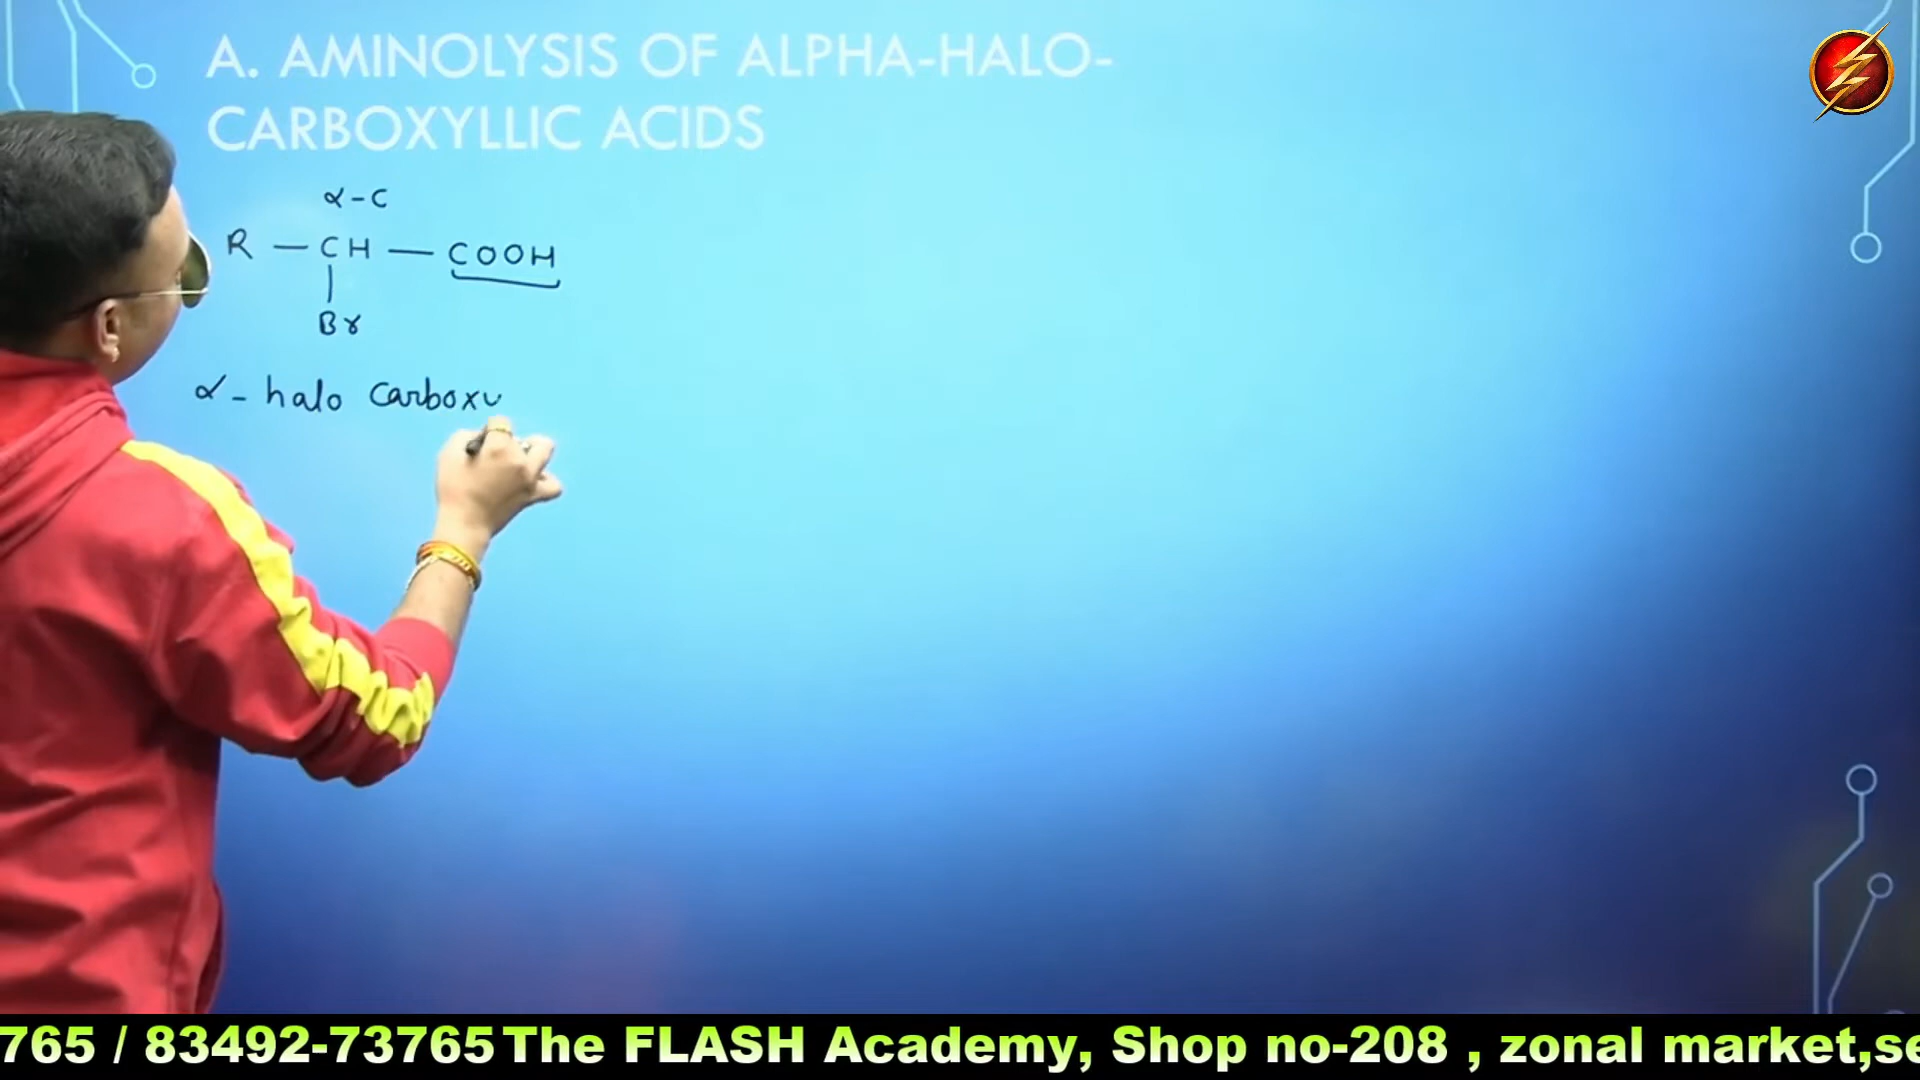 A. AMINOLYSIS OF ALPHA-HALO-
CARBOXYLLIC ACIDS
α-C
R — CH — COOH
|
Br
α - halo Carboxy
765 / 83492-73765 The FLASH Academy, Shop no-208 , zonal market,se